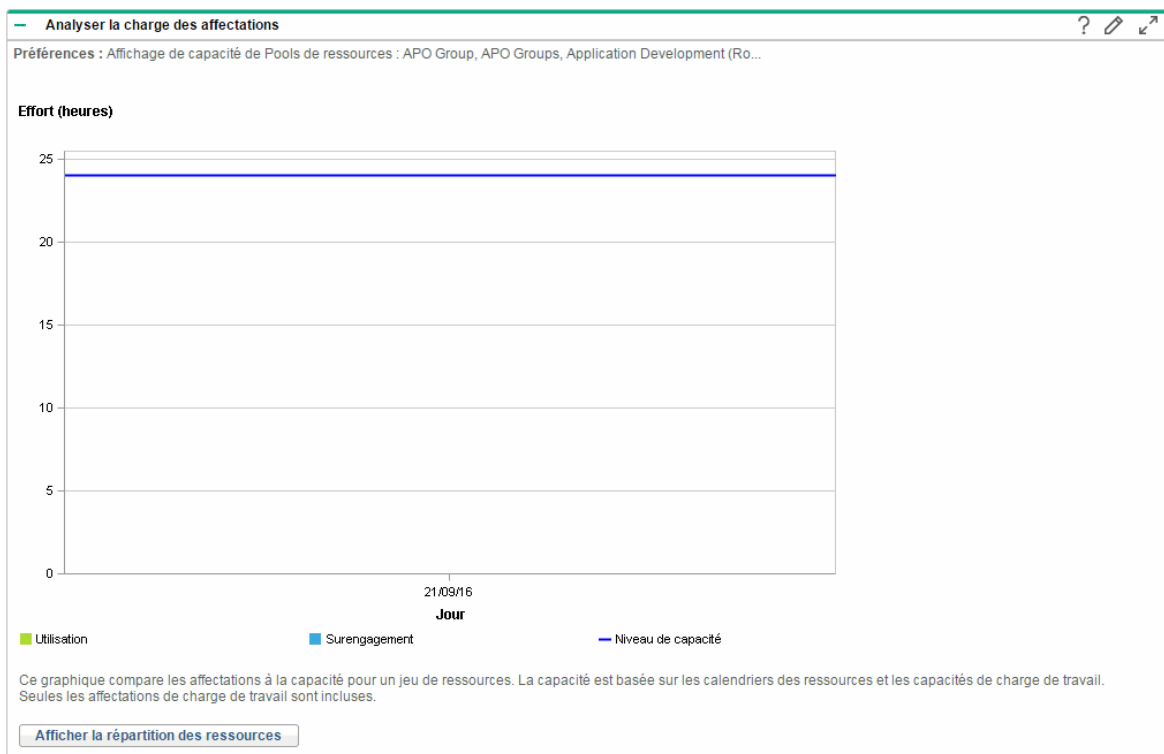 Analyser la charge des affectations
?
Préférences : Affichage de capacité de Pools de ressources : APO Group, APO Groups, Application Development (Ro...
Effort (heures)
25
20
15
10
5
0
21/09/16
Jour
Utilisation
Surengagement
Niveau de capacité
Ce graphique compare les affectations à la capacité pour un jeu de ressources. La capacité est basée sur les calendriers des ressources et les capacités de charge de travail.
Seules les affectations de charge de travail sont incluses.
Afficher la répartition des ressources